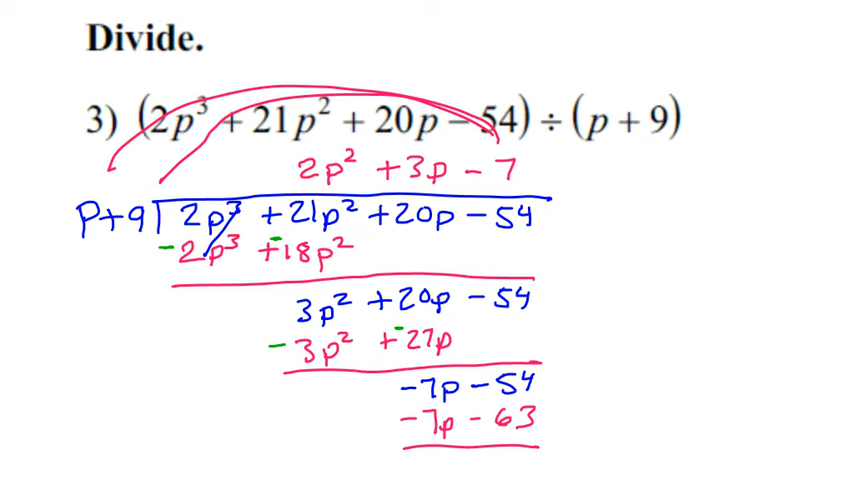 Divide.
3) (2p³ + 21p² + 20p − 54) ÷ (p + 9)
2p² + 3p − 7
p+9 2p³ + 21p² + 20p − 54
− 2p³ +- 18p²
3p² + 20p − 54
− 3p² +- 27p
−7p − 54
−7p − 63